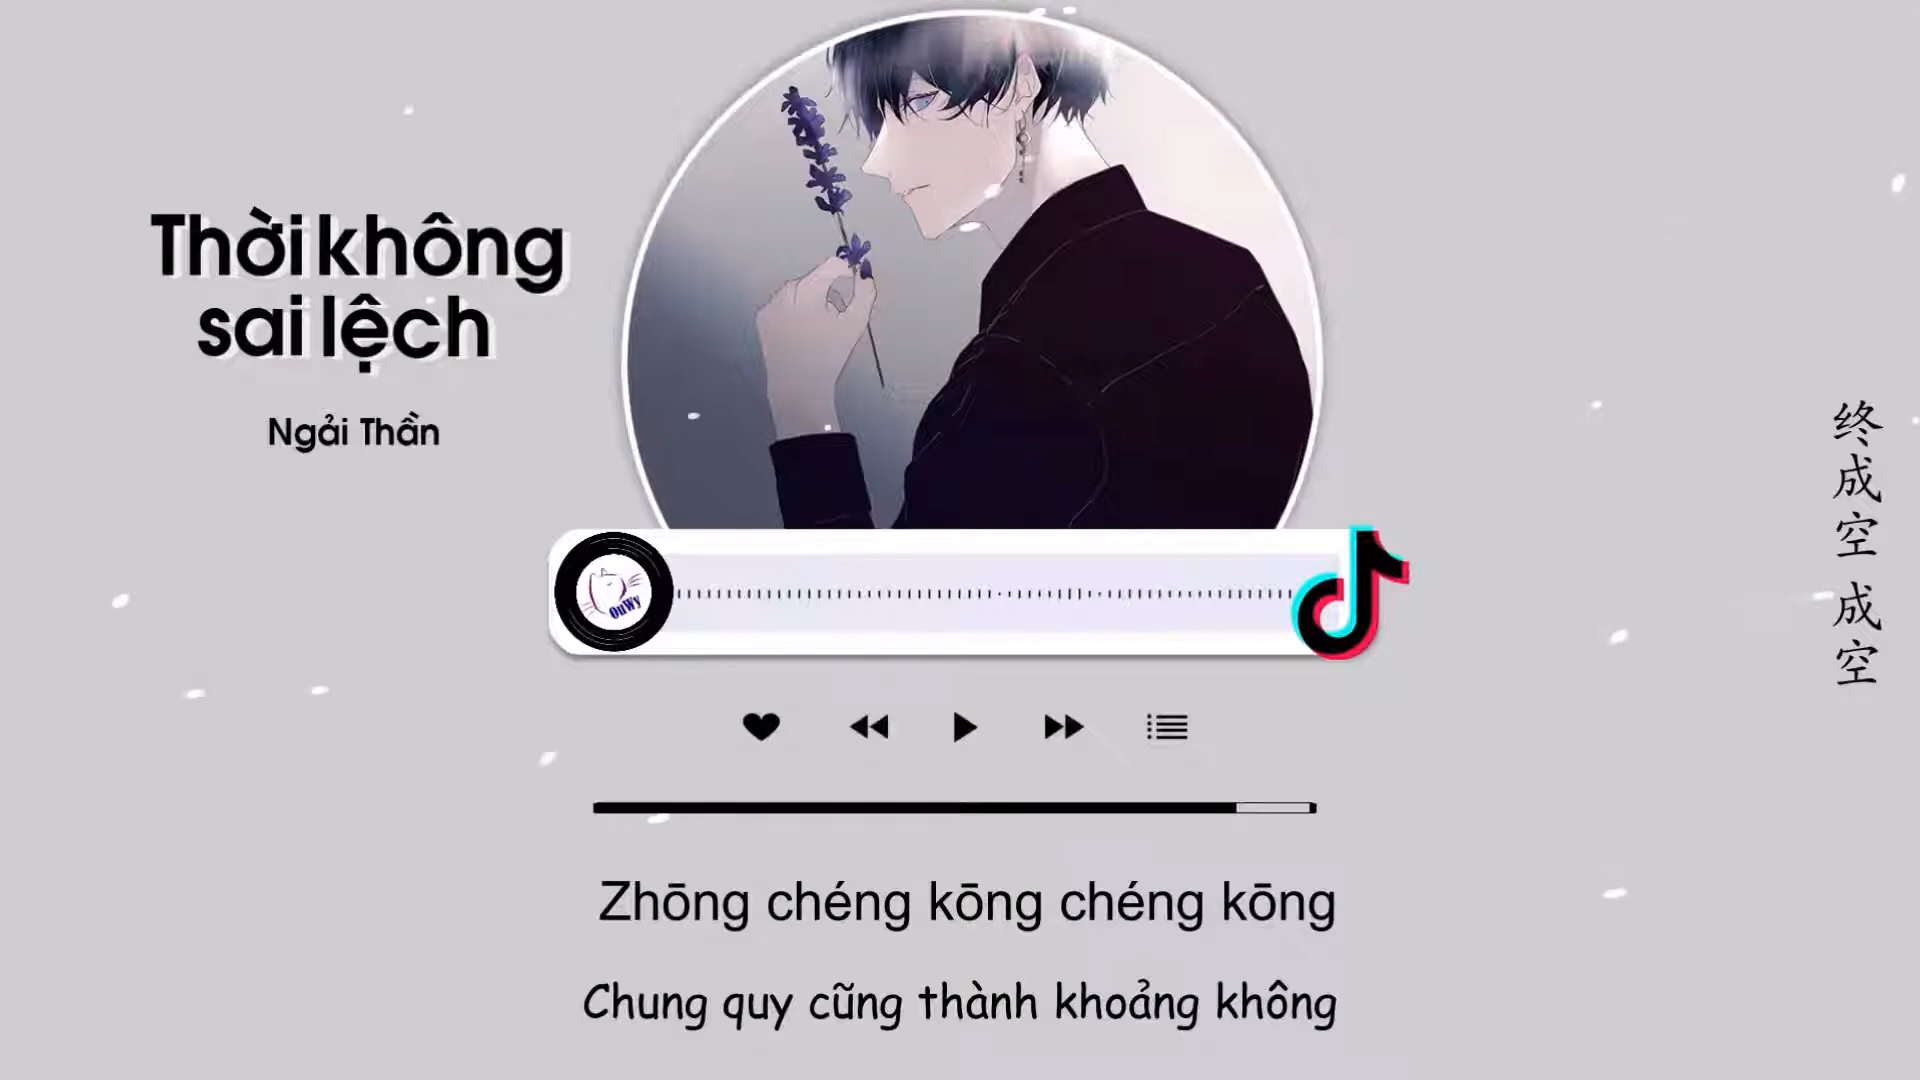 Thời không
sai lệch
Ngải Thần
OuWy
终成空 成空
Zhōng chéng kōng chéng kōng
Chung quy cũng thành khoảng không